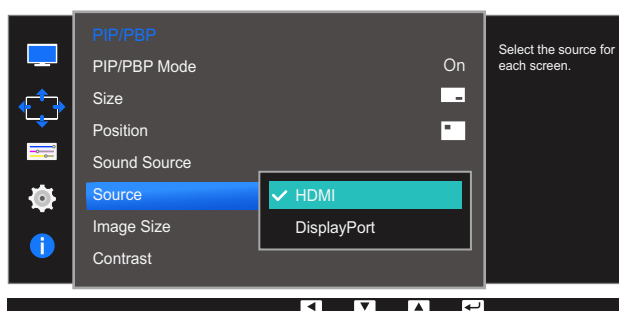 PIP/PBP
PIP/PBP Mode On
Size
Position
Sound Source
Source
HDMI
DisplayPort
Image Size
Contrast
Select the source for
each screen.